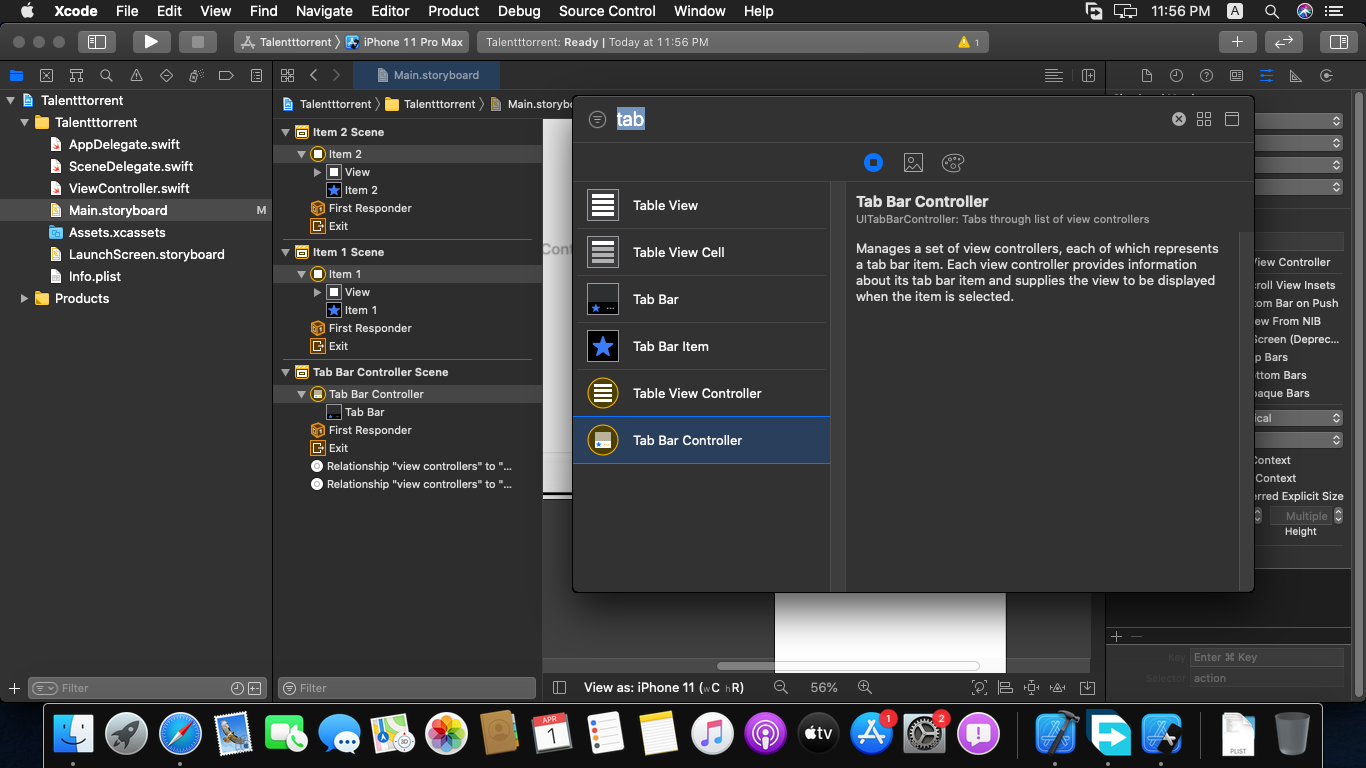 Xcode File Edit View Find Navigate Editor Product Debug Source Control Window Help 11:56 PM A
Talentttorrent iPhone 11 Pro Max Talentttorrent: Ready | Today at 11:56 PM 1
Main.storyboard
Talentttorrent
Talentttorrent
AppDelegate.swift
SceneDelegate.swift
ViewController.swift
Main.storyboard M
Assets.xcassets
LaunchScreen.storyboard
Info.plist
Products
Filter
Talentttorrent Talentttorrent
Item 2 Scene
Item 2
View
Item 2
First Responder
Exit
Item 1 Scene
Item 1
View
Item 1
First Responder
Exit
Tab Bar Controller Scene
Tab Bar Controller
Tab Bar
First Responder
Exit
Relationship "view controllers" to "...
Relationship "view controllers" to "...
Filter
tab
Table View
Table View Cell
Tab Bar
Tab Bar Item
Table View Controller
Tab Bar Controller
Tab Bar Controller
UITabBarController: Tabs through list of view controllers
Manages a set of view controllers, each of which represents
a tab bar item. Each view controller provides information
about its tab bar item and supplies the view to be displayed
when the item is selected.
View as: iPhone 11 (wC hR) 56%
View Controller
View Insets
Bar on Push
From NIB
(Deprec...
Bars
Bars
Bars
Context
Context
Explicit Size
Multiple
Height
Key Enter ⌘ Key
Selector action
APR
1
3D
tv
1
2
PLIST